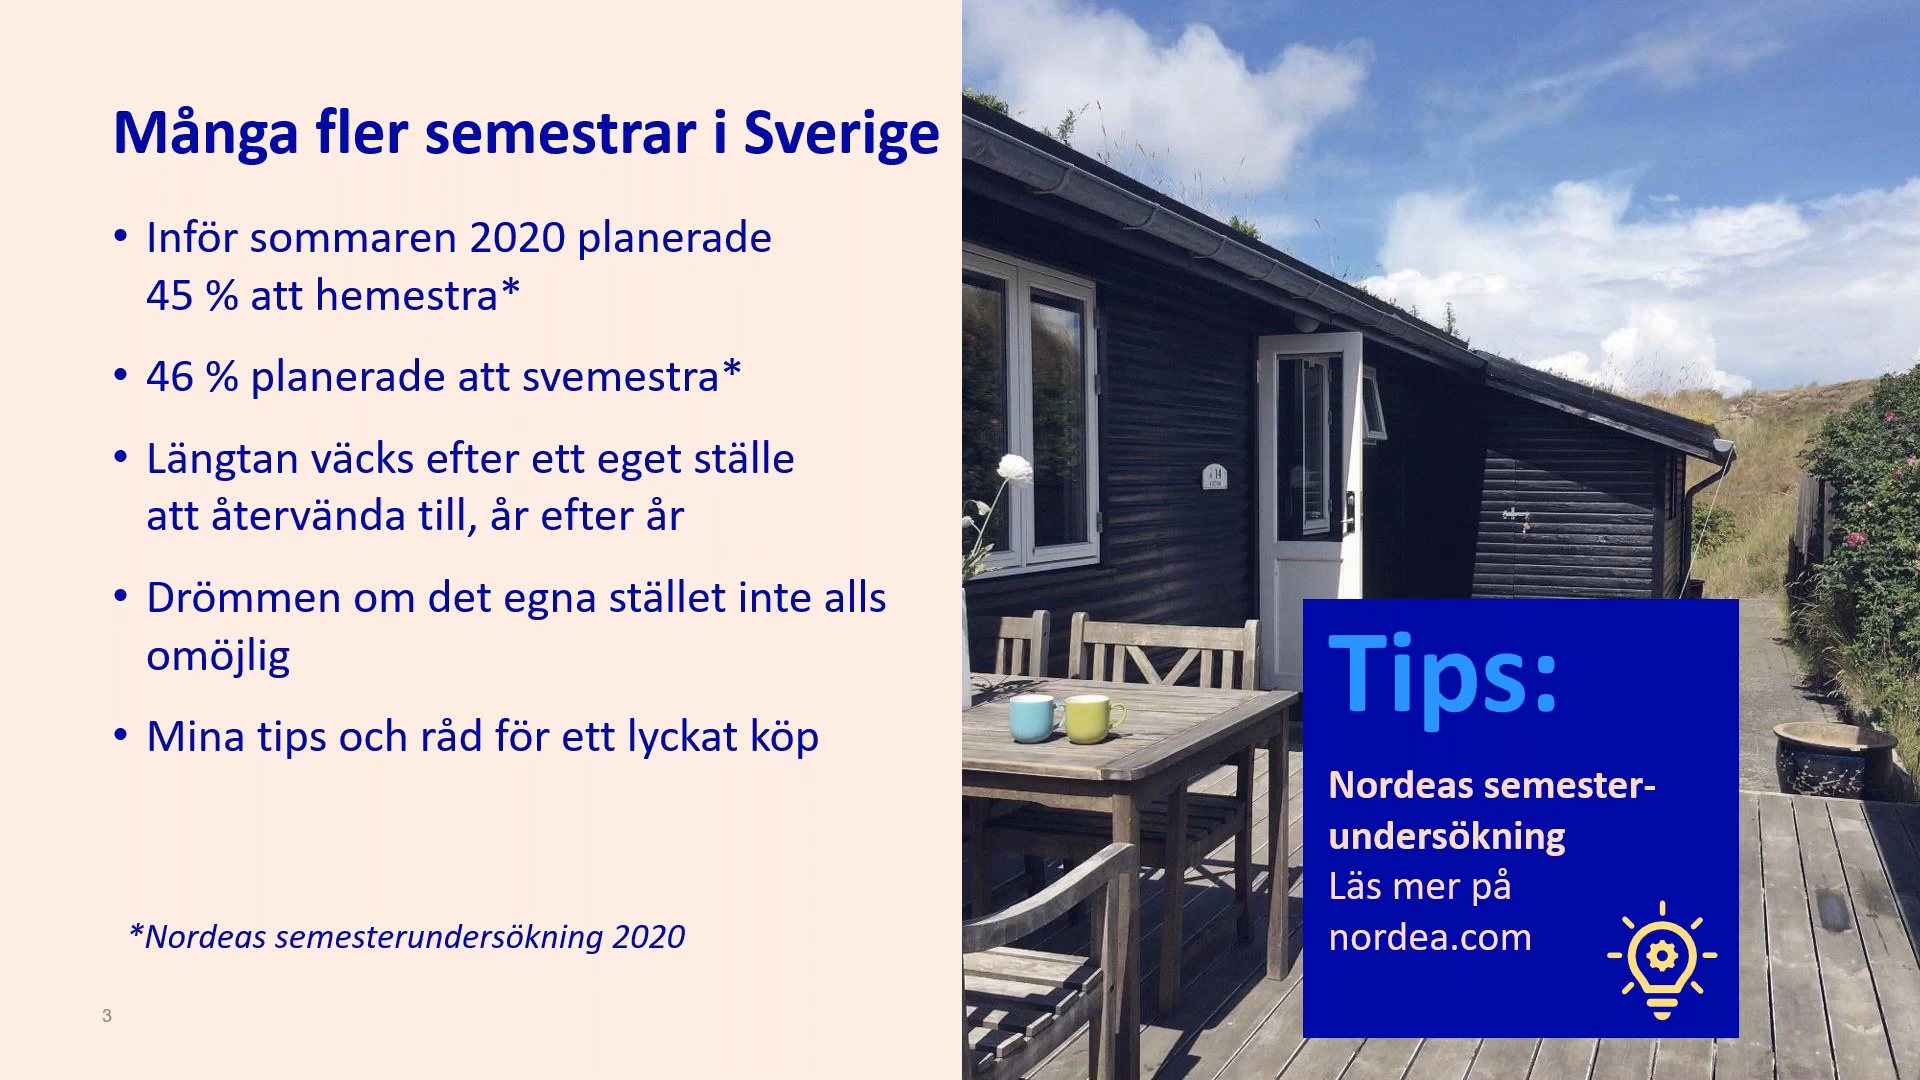 Många fler semestrar i Sverige
• Inför sommaren 2020 planerade
45 % att hemestra*
• 46 % planerade att svemestra*
• Längtan väcks efter ett eget ställe
att återvända till, år efter år
• Drömmen om det egna stället inte alls
omöjlig
• Mina tips och råd för ett lyckat köp
*Nordeas semesterundersökning 2020
3
Tips:
Nordeas semester-
undersökning
Läs mer på
nordea.com